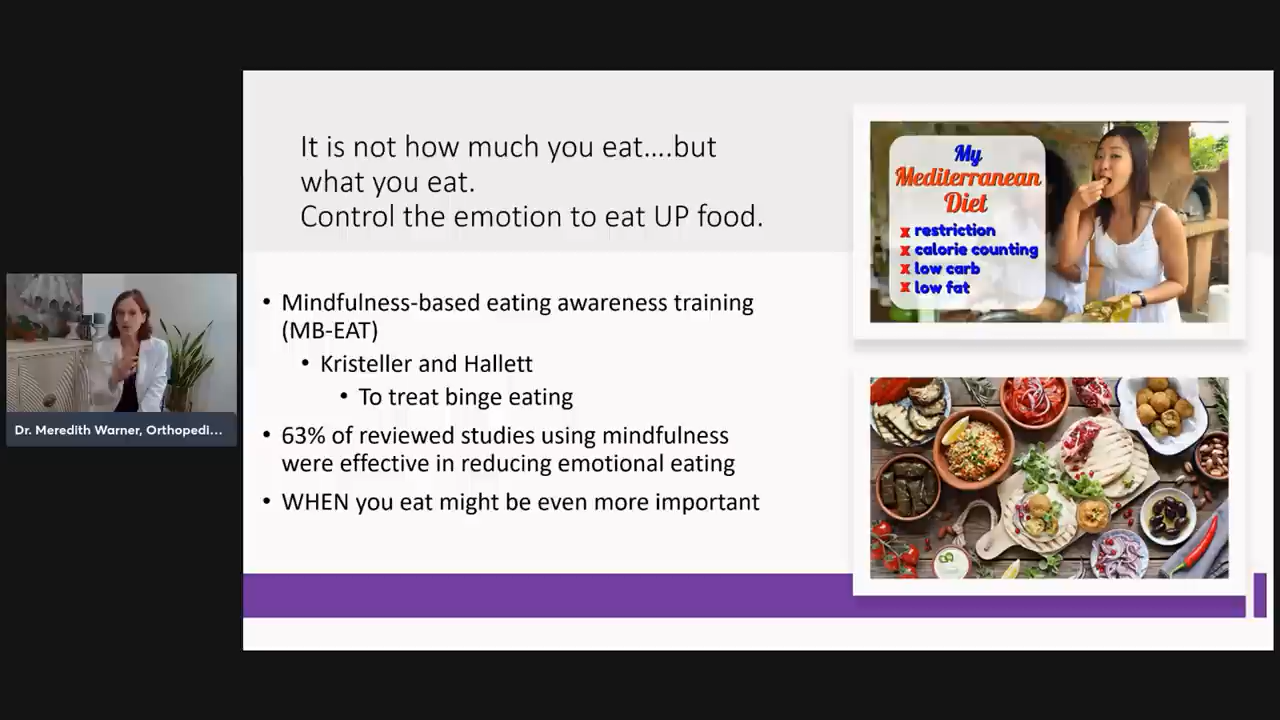 It is not how much you eat….but
what you eat.
Control the emotion to eat UP food.
• Mindfulness-based eating awareness training
(MB-EAT)
• Kristeller and Hallett
• To treat binge eating
• 63% of reviewed studies using mindfulness
were effective in reducing emotional eating
• WHEN you eat might be even more important
My
Mediterranean
Diet
x restriction
x calorie counting
x low carb
x low fat
Dr. Meredith Warner, Orthopedi...